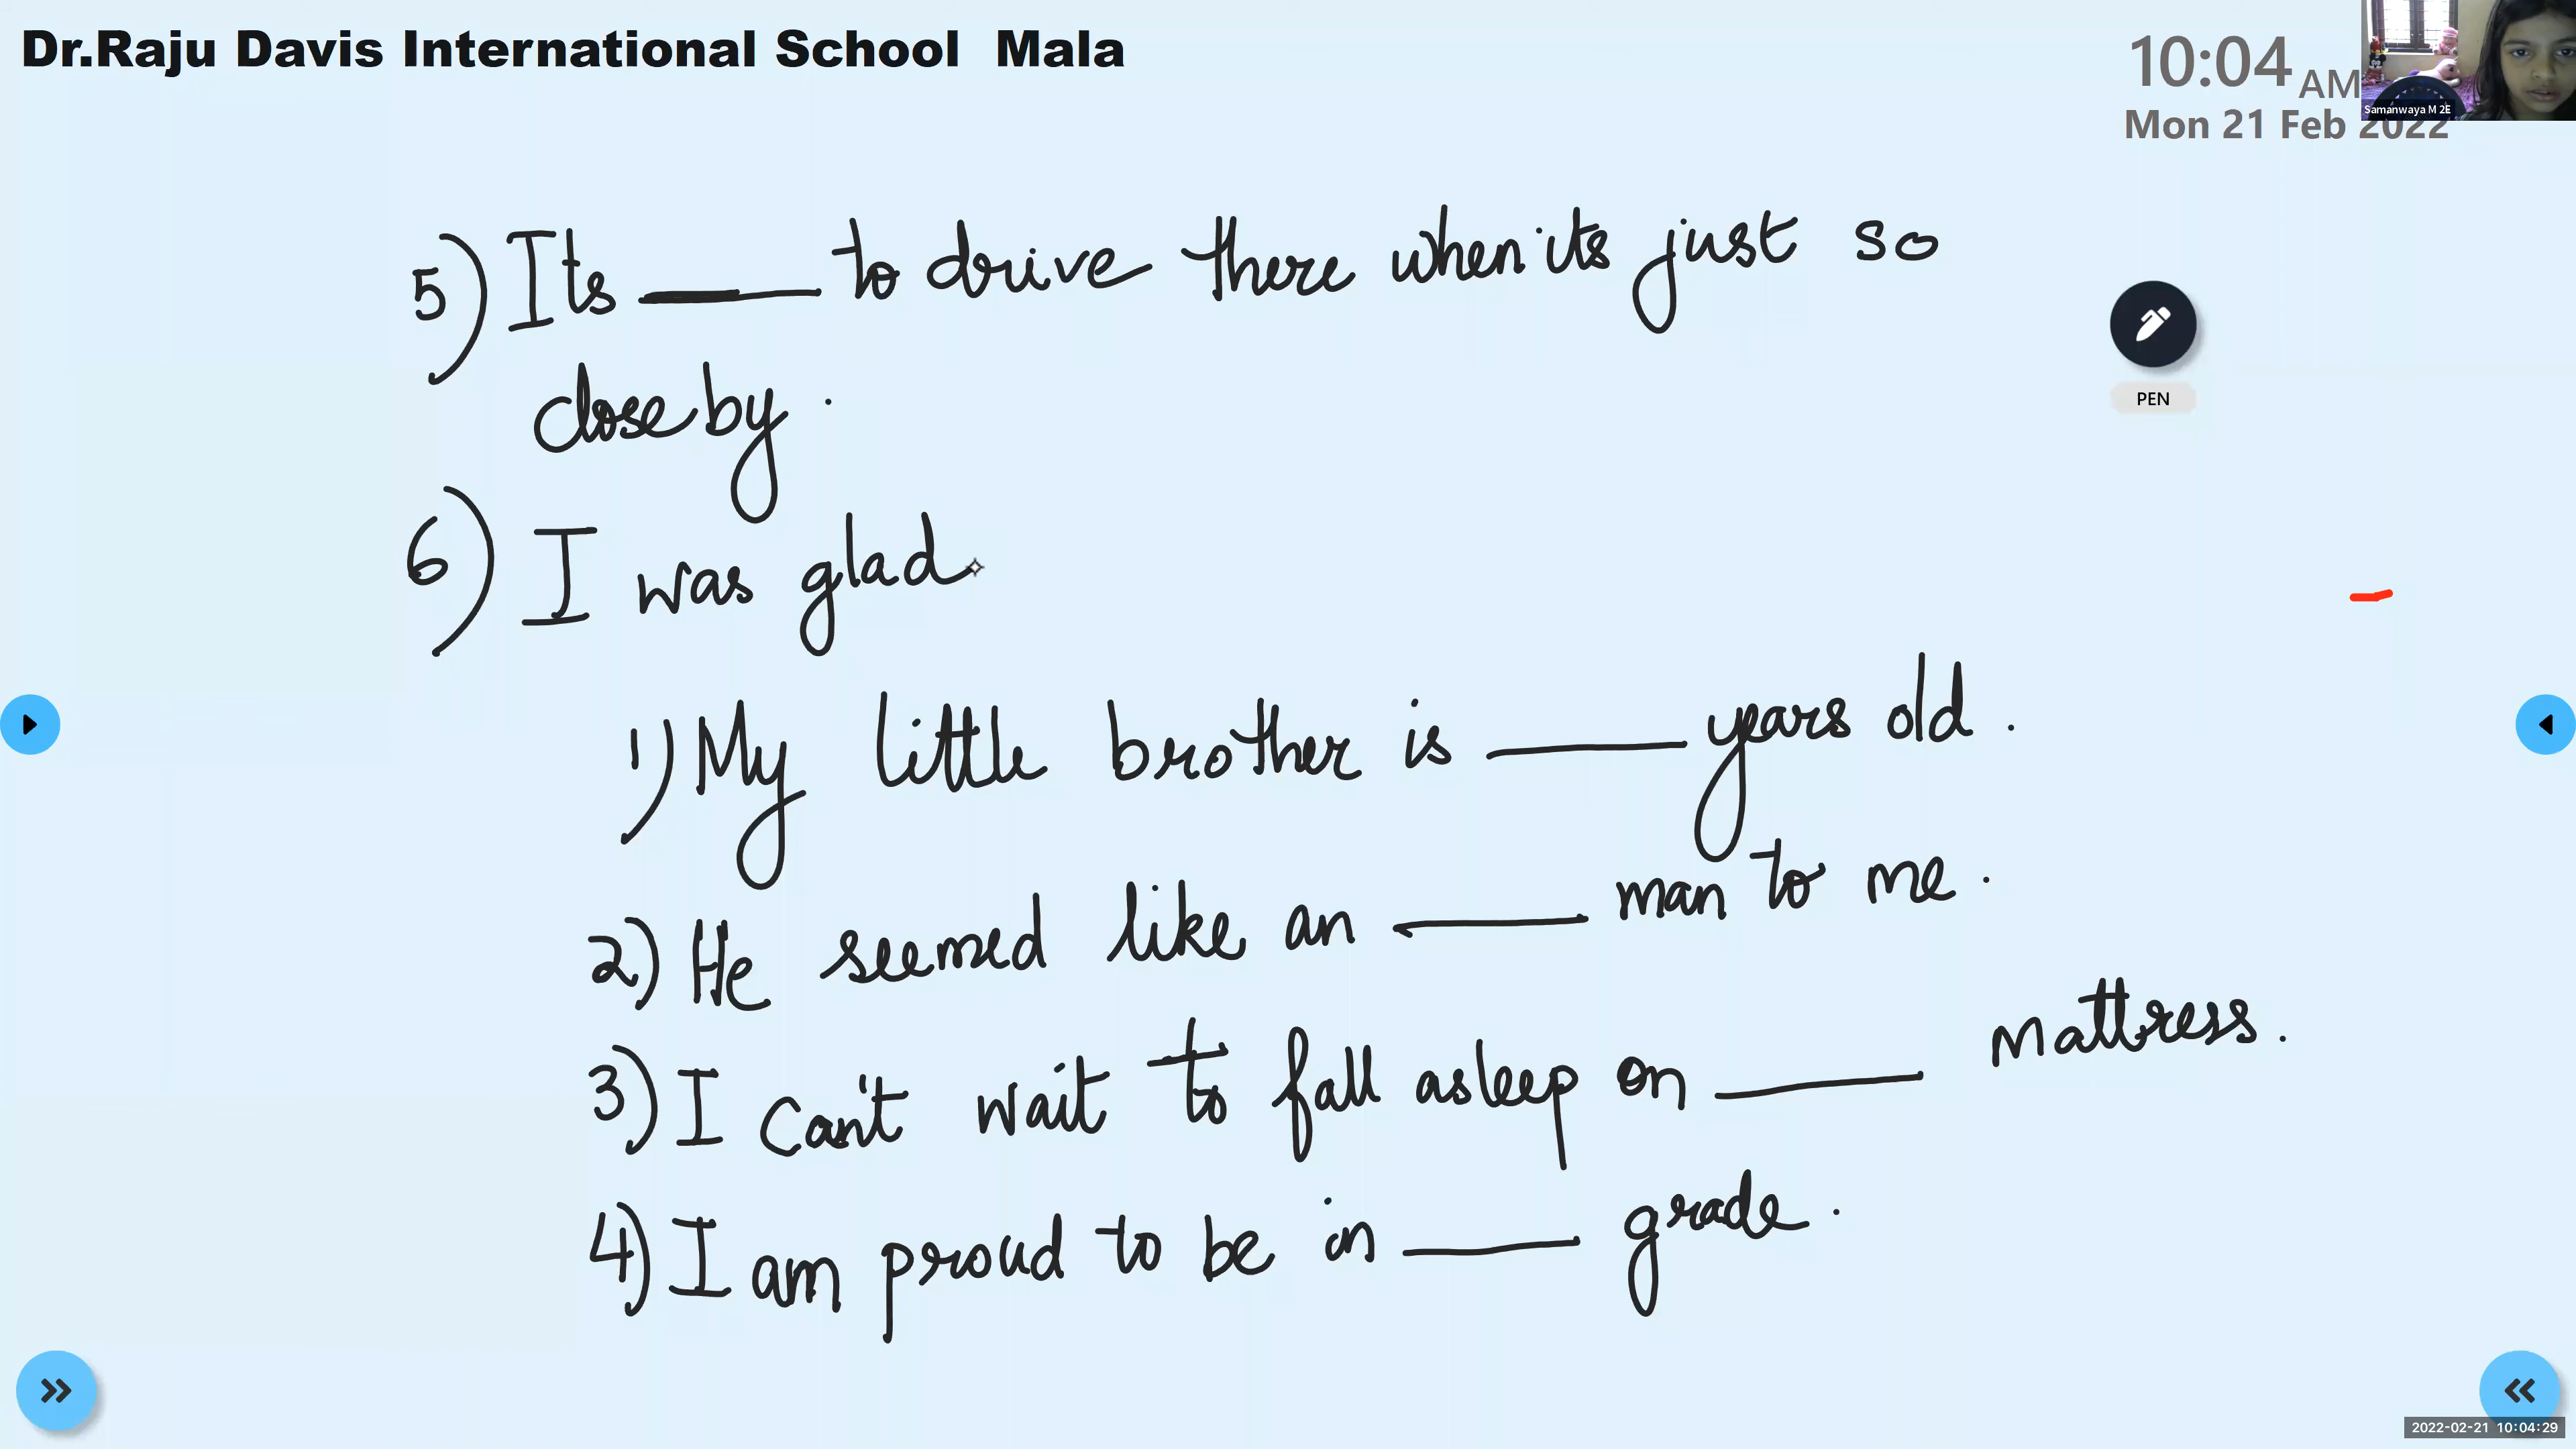 Dr.Raju Davis International School Mala
10:04 AM
Mon 21 Feb 2022
Samanwaya M 2E
5) Its ____ to drive there when its just so
close by.
PEN
6) I was glad
1) My little brother is ____ years old.
2) He seemed like an ____ man to me.
3) I can't wait to fall asleep on ____ mattress.
4) I am proud to be in ____ grade.
2022-02-21 10:04:29